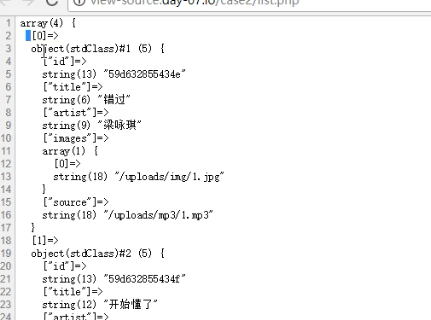 view-source:day-07.io/case2/list.php
1 array(4) {
2 [0]=>
3 object(stdClass)#1 (5) {
4 ["id"]=>
5 string(13) "59d632855434e"
6 ["title"]=>
7 string(6) "错过"
8 ["artist"]=>
9 string(9) "梁咏琪"
10 ["images"]=>
11 array(1) {
12 [0]=>
13 string(18) "/uploads/img/1.jpg"
14 }
15 ["source"]=>
16 string(18) "/uploads/mp3/1.mp3"
17 }
18 [1]=>
19 object(stdClass)#2 (5) {
20 ["id"]=>
21 string(13) "59d632855434f"
22 ["title"]=>
23 string(12) "开始懂了"
24 ["artist"]=>